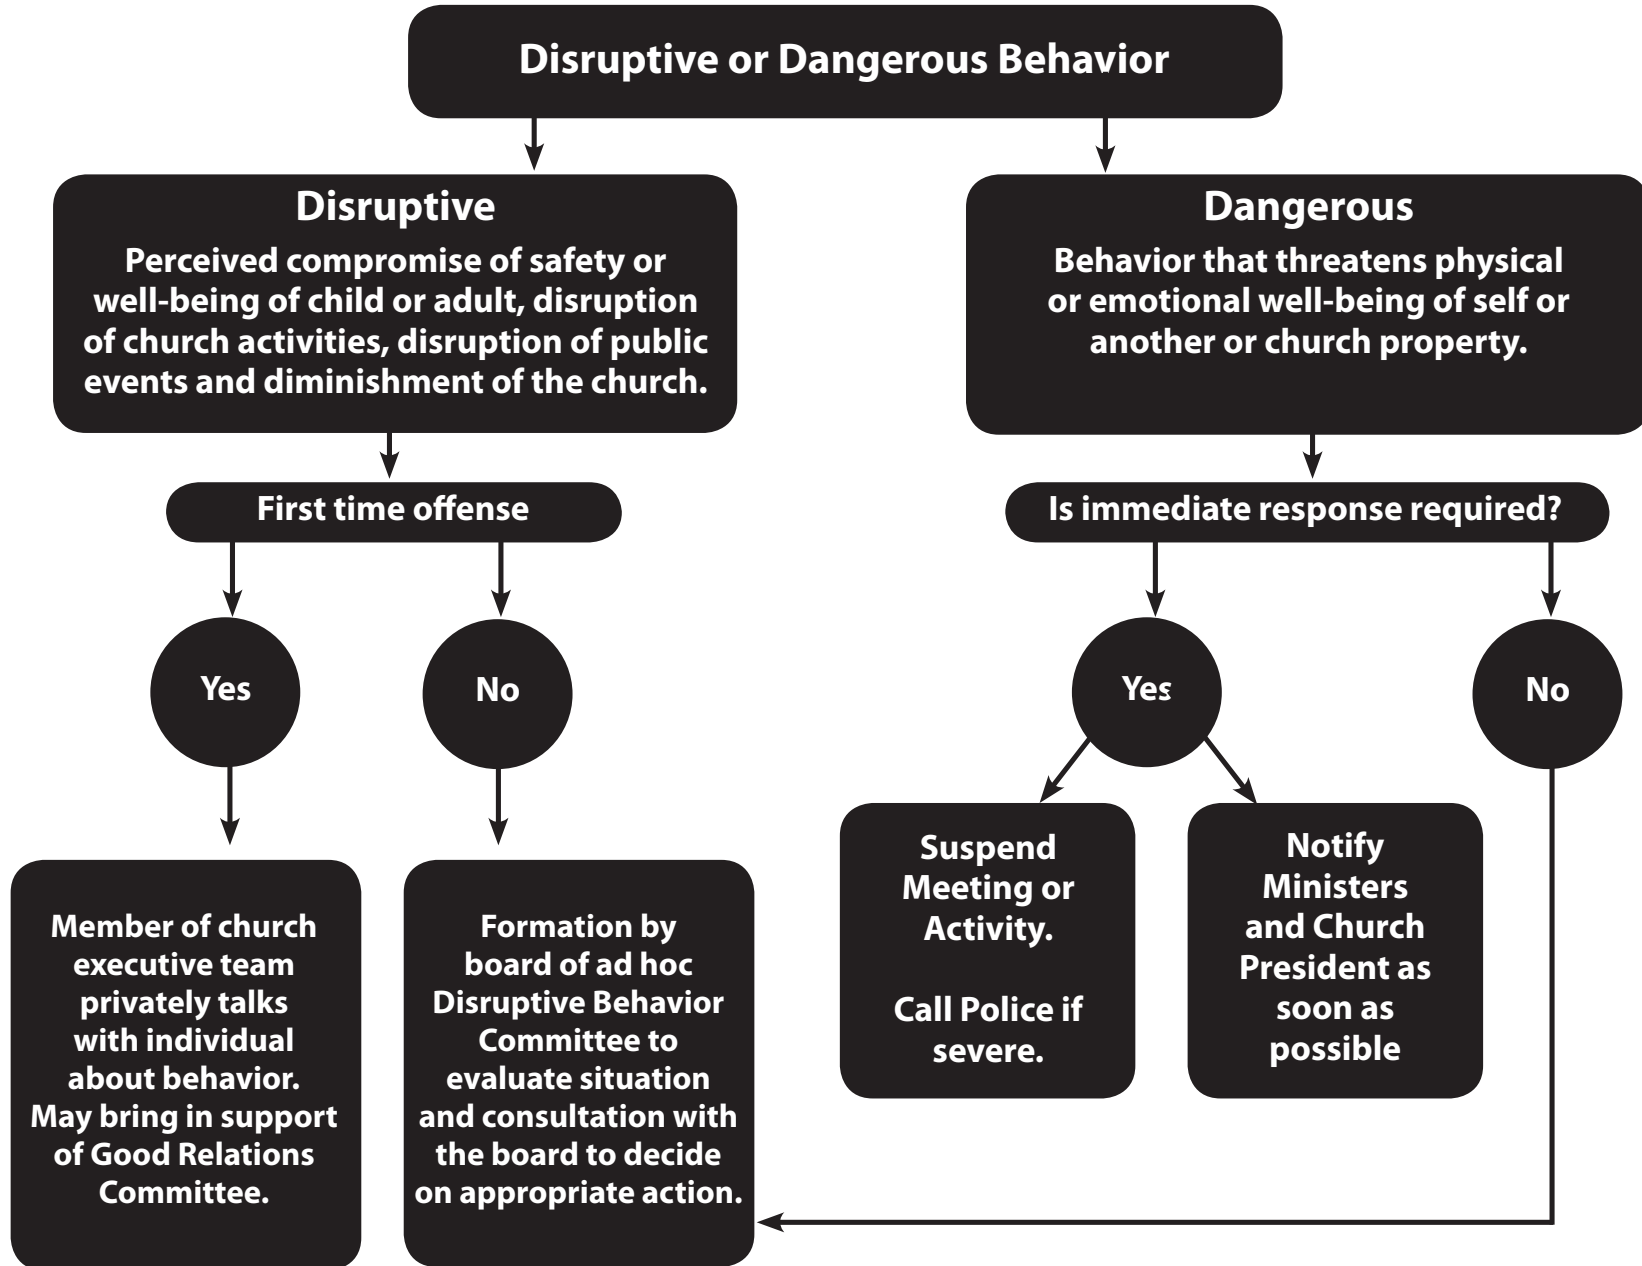 Disruptive or Dangerous Behavior
Disruptive
Perceived compromise of safety or
well-being of child or adult, disruption
of church activities, disruption of public
events and diminishment of the church.
Dangerous
Behavior that threatens physical
or emotional well-being of self or
another or church property.
First time offense
Is immediate response required?
Yes
No
Yes
No
Member of church
executive team
privately talks
with individual
about behavior.
May bring in support
of Good Relations
Committee.
Formation by
board of ad hoc
Disruptive Behavior
Committee to
evaluate situation
and consultation with
the board to decide
on appropriate action.
Suspend
Meeting or
Activity.
Call Police if
severe.
Notify
Ministers
and Church
President as
soon as
possible